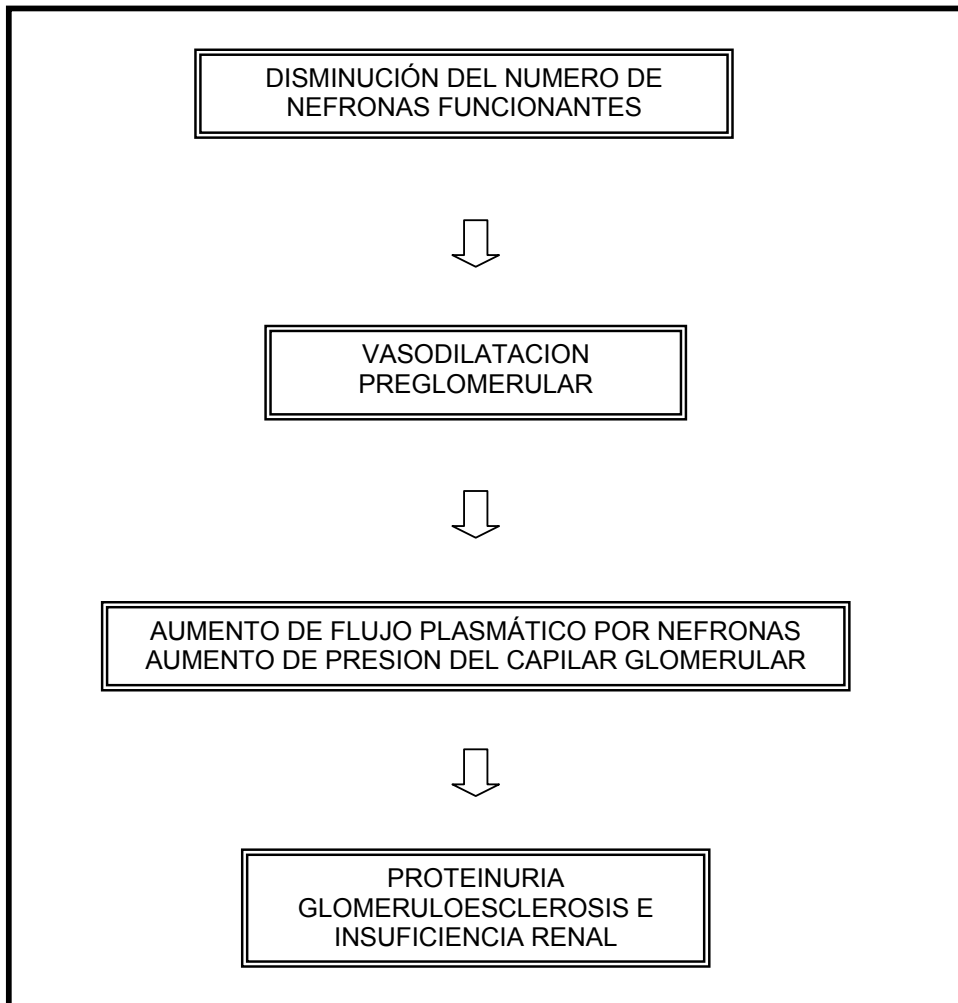 DISMINUCIÓN DEL NUMERO DE
NEFRONAS FUNCIONANTES
VASODILATACION
PREGLOMERULAR
AUMENTO DE FLUJO PLASMÁTICO POR NEFRONAS
AUMENTO DE PRESION DEL CAPILAR GLOMERULAR
PROTEINURIA
GLOMERULOESCLEROSIS E
INSUFICIENCIA RENAL